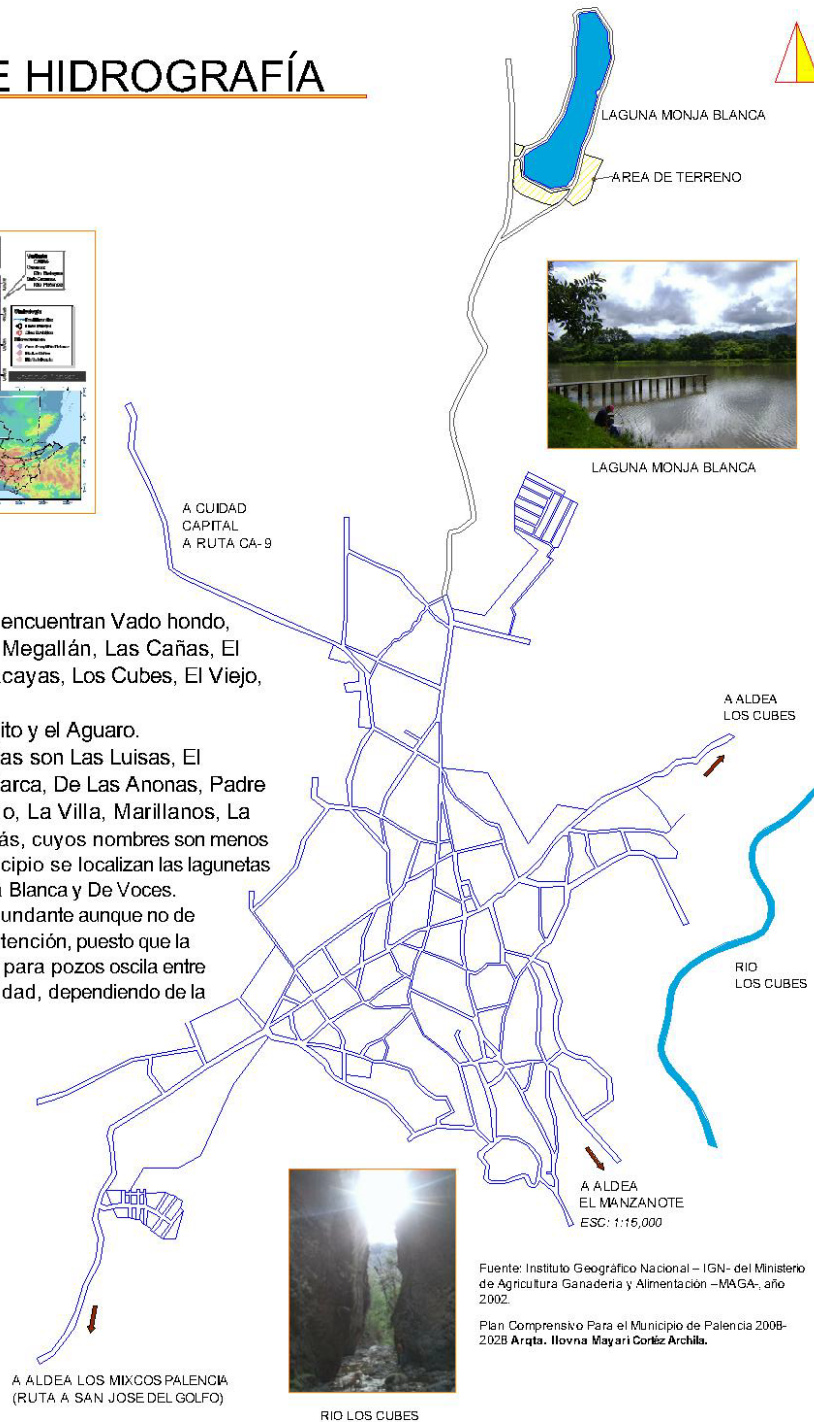 E HIDROGRAFÍA
LAGUNA MONJA BLANCA
AREA DE TERRENO
LAGUNA MONJA BLANCA
A CUIDAD
CAPITAL
A RUTA CA-9
encuentran Vado hondo,
Megallán, Las Cañas, El
cayas, Los Cubes, El Viejo,
ito y el Aguaro.
as son Las Luisas, El
arca, De Las Anonas, Padre
o, La Villa, Marillanos, La
ás, cuyos nombres son menos
cipio se localizan las lagunetas
a Blanca y De Voces.
undante aunque no de
tención, puesto que la
para pozos oscila entre
dad, dependiendo de la
A ALDEA
LOS CUBES
RIO
LOS CUBES
A ALDEA
EL MANZANOTE
ESC: 1:15,000
Fuente: Instituto Geográfico Nacional – IGN- del Ministerio
de Agricultura Ganaderia y Alimentación –MAGA-, año
2002.
Plan Comprensivo Para el Municipio de Palencia 2008-
2028 Arqta. Ilovna Mayari Cortéz Archila.
A ALDEA LOS MIXCOS PALENCIA
(RUTA A SAN JOSE DEL GOLFO)
RIO LOS CUBES